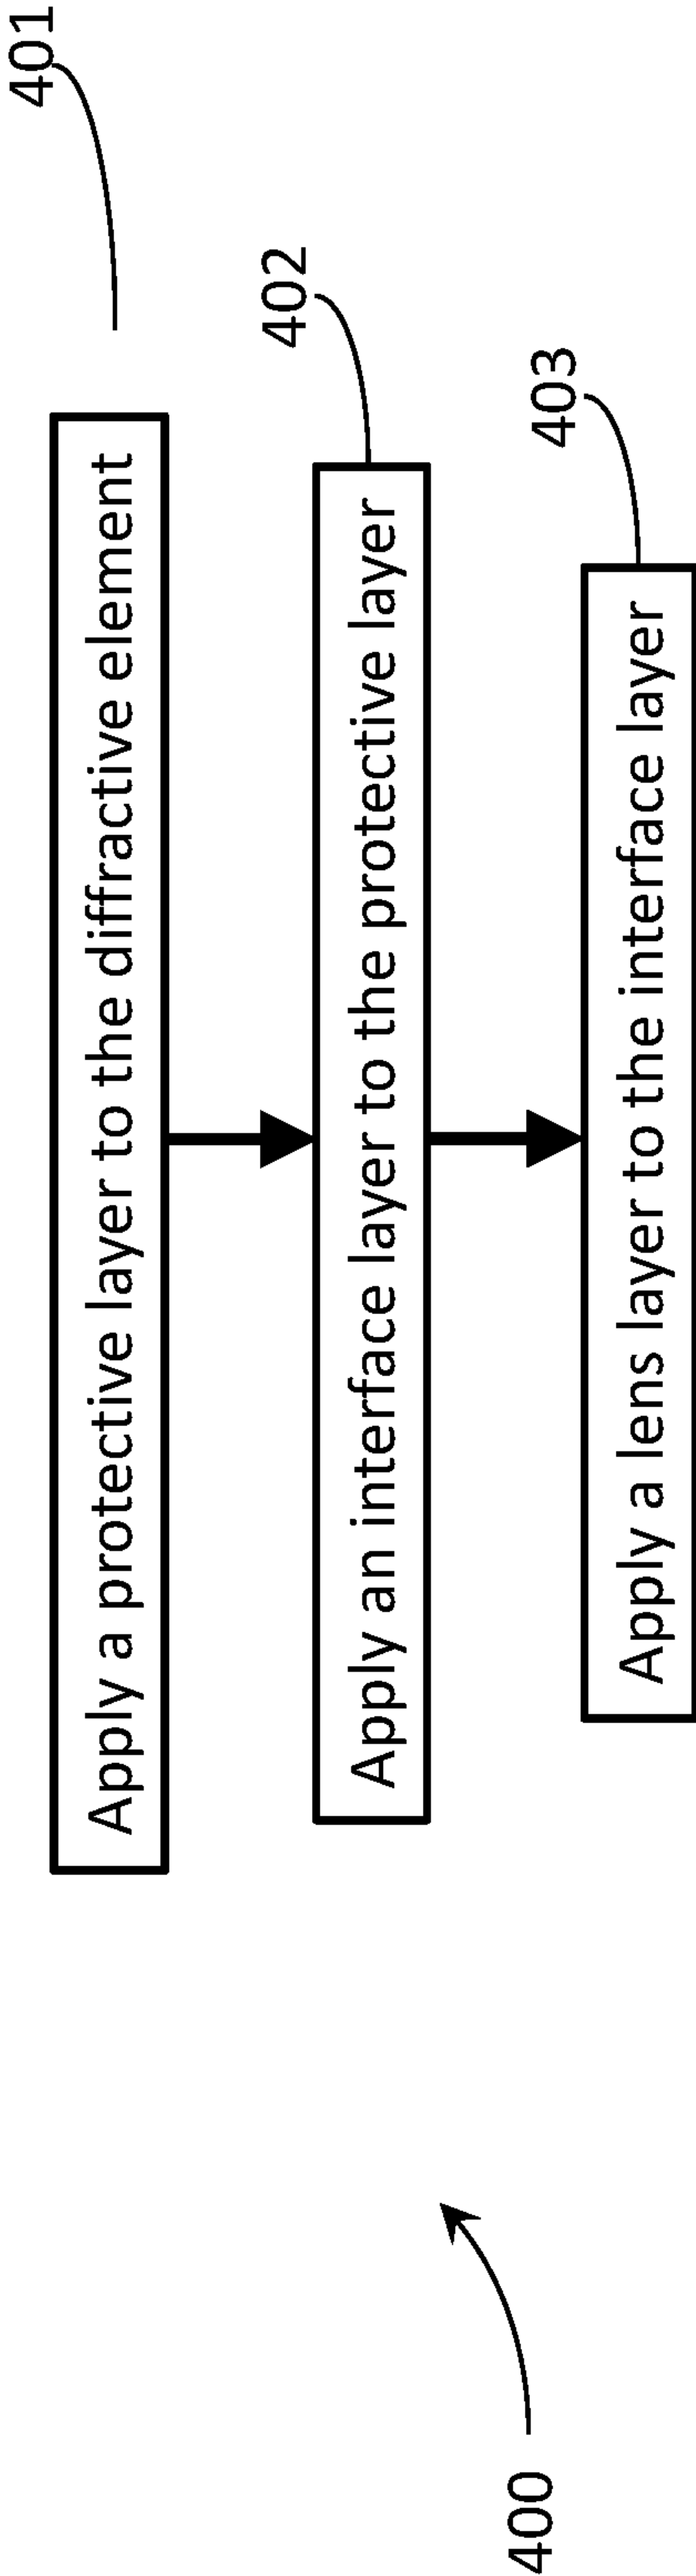 401
Apply a protective layer to the diffractive element
402
Apply an interface layer to the protective layer
403
Apply a lens layer to the interface layer
400